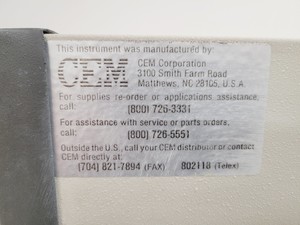 This instrument was manufactured by:
CEM
CEM Corporation
3100 Smith Farm Road
Matthews, NC 28105, U.S.A.
For supplies re-order or applications assistance,
call:
(800) 726-3331
For assistance with service or parts orders,
call:
(800) 726-5551
Outside the U.S., call your CEM distributor or contact
CEM directly at:
(704) 821-7894 (FAX) 802118 (Telex)